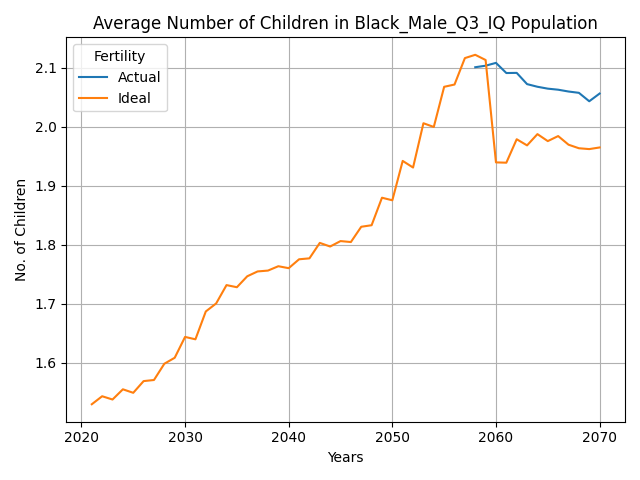 Average Number of Children in Black_Male_Q3_IQ Population
Fertility
Actual
Ideal
No. of Children
2.1
2.0
1.9
1.8
1.7
1.6
2020 2030 2040 2050 2060 2070
Years